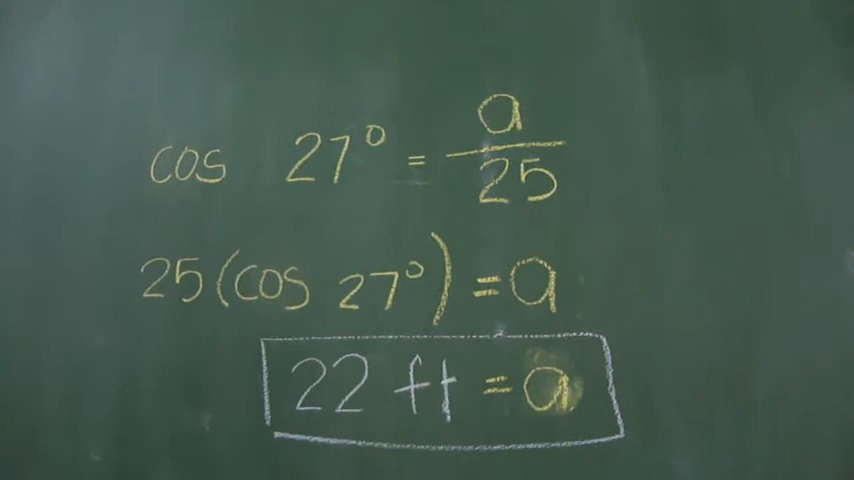 cos 27° = a/25
25(cos 27°) = a
22 ft = a